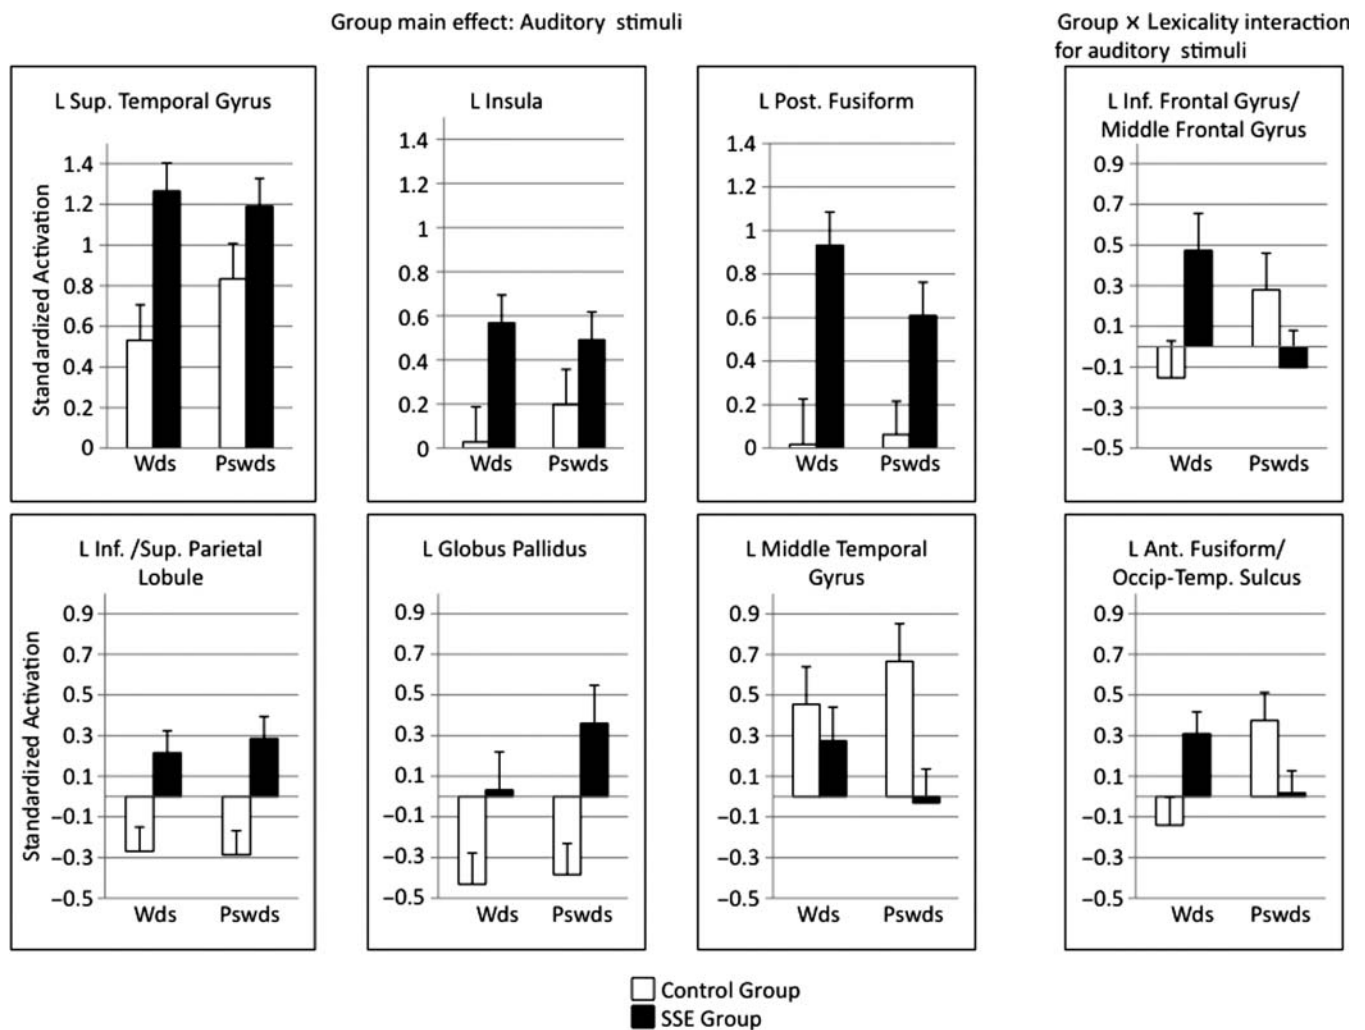 Group main effect: Auditory stimuli
Group × Lexicality interaction
for auditory stimuli
L Sup. Temporal Gyrus
Standardized Activation
1.4
1.2
1
0.8
0.6
0.4
0.2
0
Wds Pswds
L Insula
1.4
1.2
1
0.8
0.6
0.4
0.2
0
Wds Pswds
L Post. Fusiform
1.4
1.2
1
0.8
0.6
0.4
0.2
0
Wds Pswds
L Inf. Frontal Gyrus/
Middle Frontal Gyrus
0.9
0.7
0.5
0.3
0.1
−0.1
−0.3
−0.5
Wds Pswds
L Inf. /Sup. Parietal
Lobule
Standardized Activation
0.9
0.7
0.5
0.3
0.1
−0.1
−0.3
−0.5
Wds Pswds
L Globus Pallidus
0.9
0.7
0.5
0.3
0.1
−0.1
−0.3
−0.5
Wds Pswds
L Middle Temporal
Gyrus
0.9
0.7
0.5
0.3
0.1
−0.1
−0.3
−0.5
Wds Pswds
L Ant. Fusiform/
Occip-Temp. Sulcus
0.9
0.7
0.5
0.3
0.1
−0.1
−0.3
−0.5
Wds Pswds
Control Group
SSE Group